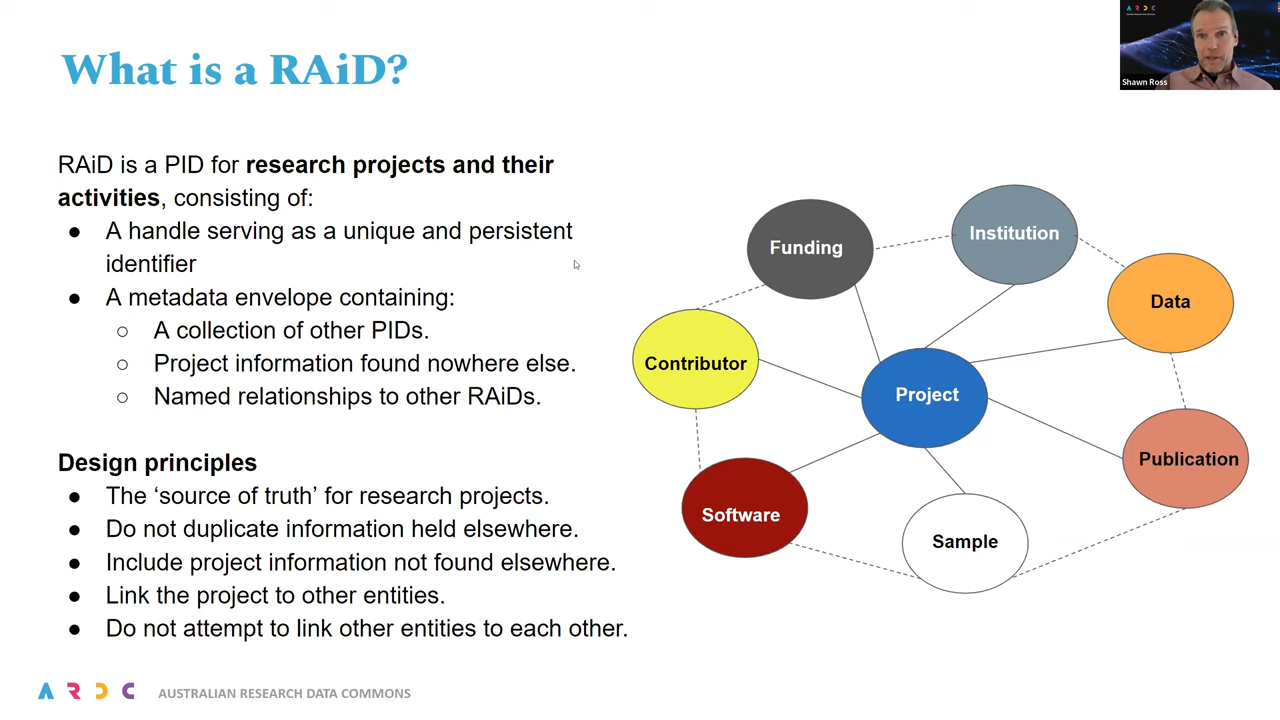 What is a RAiD?
A R D C
Shawn Ross
RAiD is a PID for research projects and their
activities, consisting of:
● A handle serving as a unique and persistent
identifier
● A metadata envelope containing:
○ A collection of other PIDs.
○ Project information found nowhere else.
○ Named relationships to other RAiDs.
Design principles
● The ‘source of truth’ for research projects.
● Do not duplicate information held elsewhere.
● Include project information not found elsewhere.
● Link the project to other entities.
● Do not attempt to link other entities to each other.
Funding
Institution
Data
Contributor
Project
Publication
Software
Sample
A R D C AUSTRALIAN RESEARCH DATA COMMONS